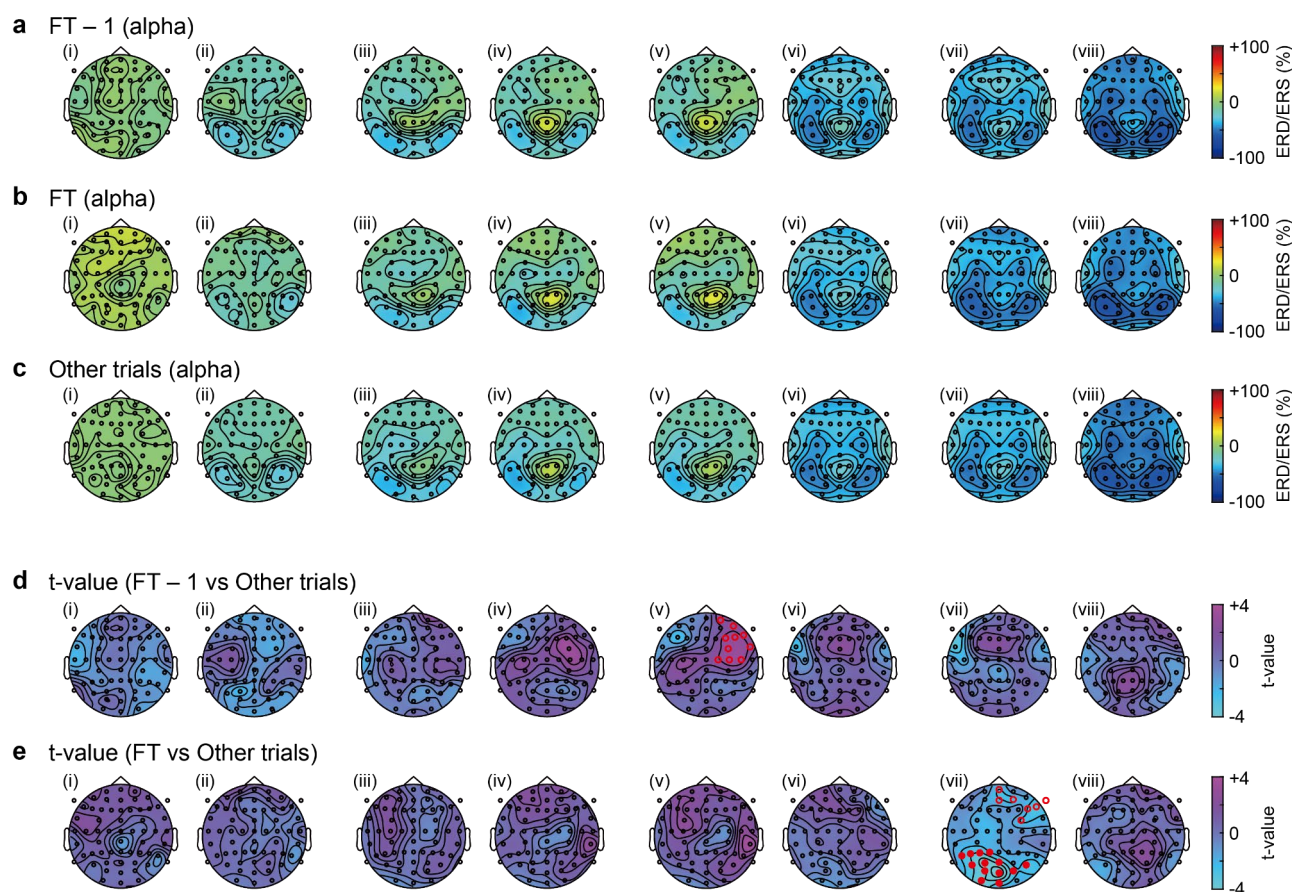 a FT – 1 (alpha)
(i) (ii) (iii) (iv) (v) (vi) (vii) (viii)
+100
0
-100
ERD/ERS (%)
b FT (alpha)
(i) (ii) (iii) (iv) (v) (vi) (vii) (viii)
+100
0
-100
ERD/ERS (%)
c Other trials (alpha)
(i) (ii) (iii) (iv) (v) (vi) (vii) (viii)
+100
0
-100
ERD/ERS (%)
d t-value (FT – 1 vs Other trials)
(i) (ii) (iii) (iv) (v) (vi) (vii) (viii)
+4
0
-4
t-value
e t-value (FT vs Other trials)
(i) (ii) (iii) (iv) (v) (vi) (vii) (viii)
+4
0
-4
t-value